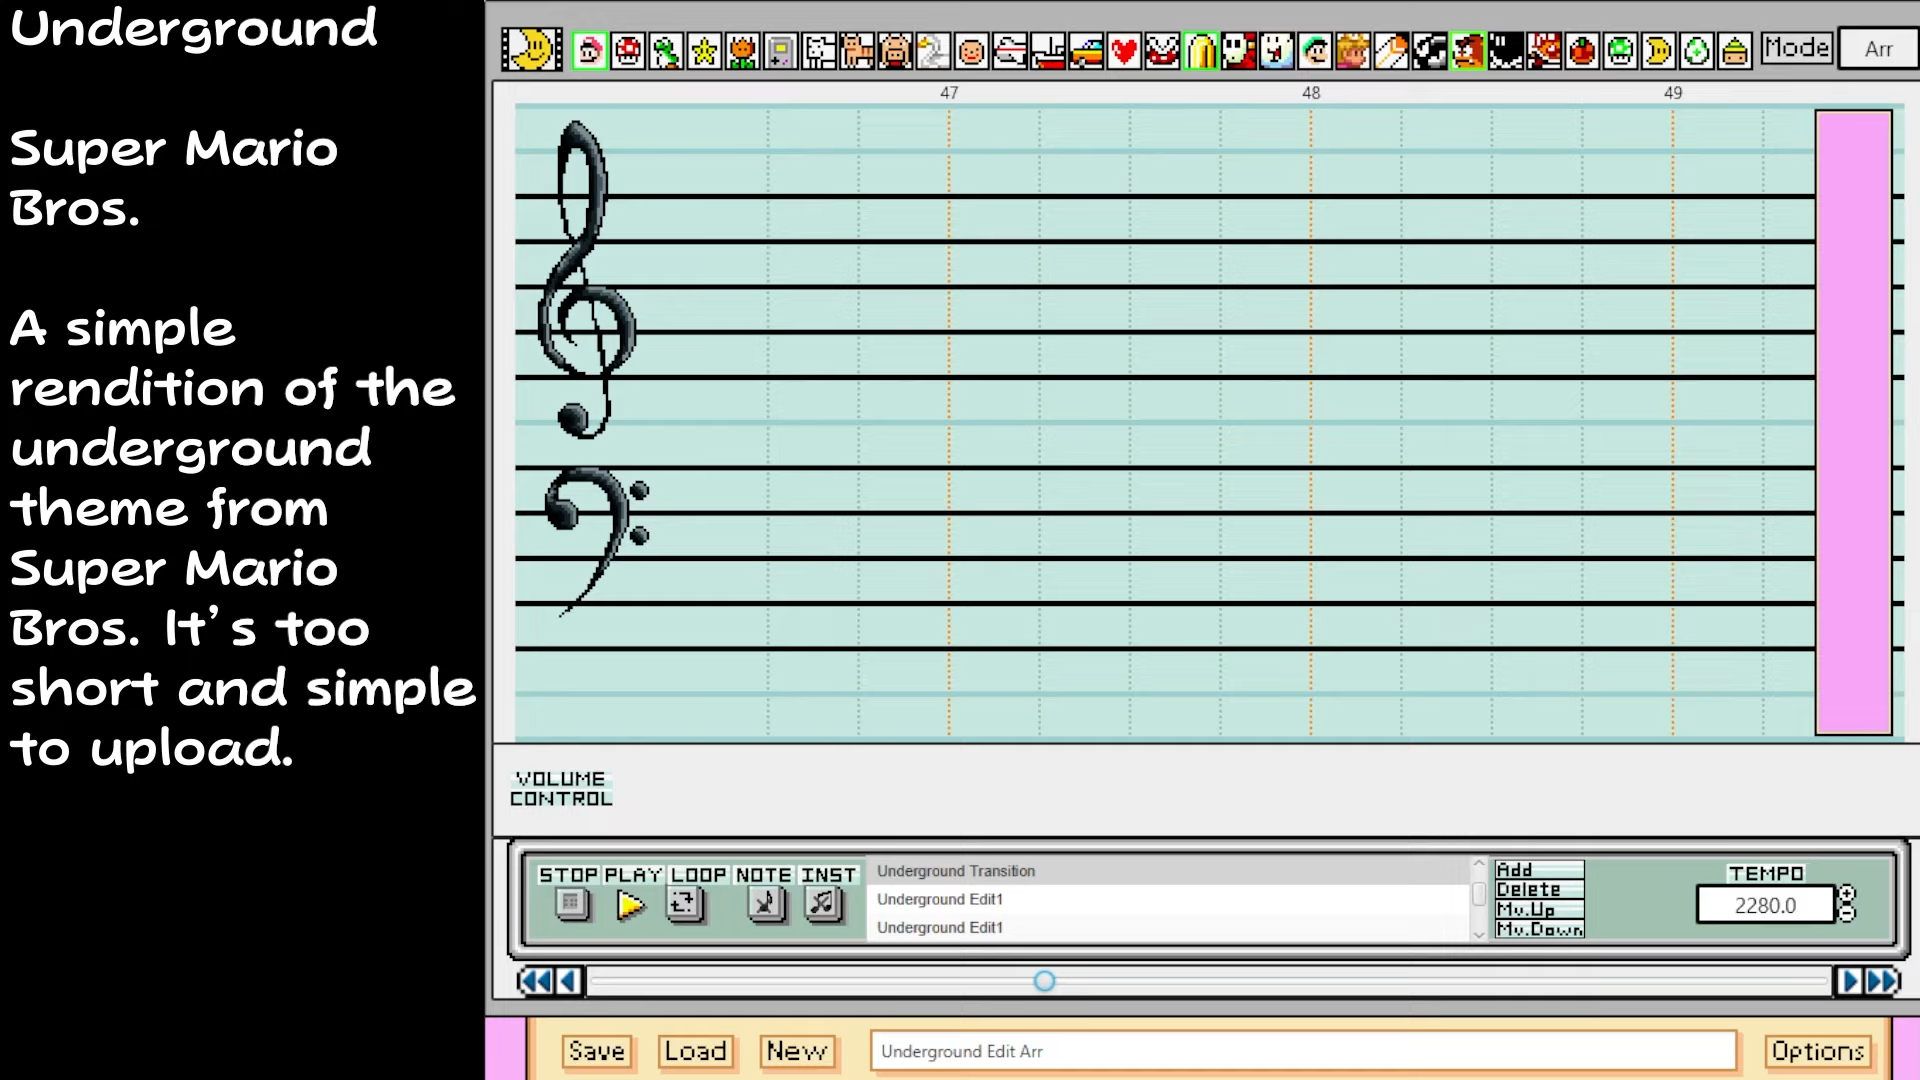 Underground
Super Mario
Bros.
A simple
rendition of the
underground
theme from
Super Mario
Bros. It's too
short and simple
to upload.
Mode
Arr
47 48 49
VOLUME
CONTROL
STOP PLAY LOOP NOTE INST
Underground Transition
Underground Edit1
Underground Edit1
Add
Delete
Mv.Up
Mv.Down
TEMPO
2280.0
Save Load New
Underground Edit Arr
Options